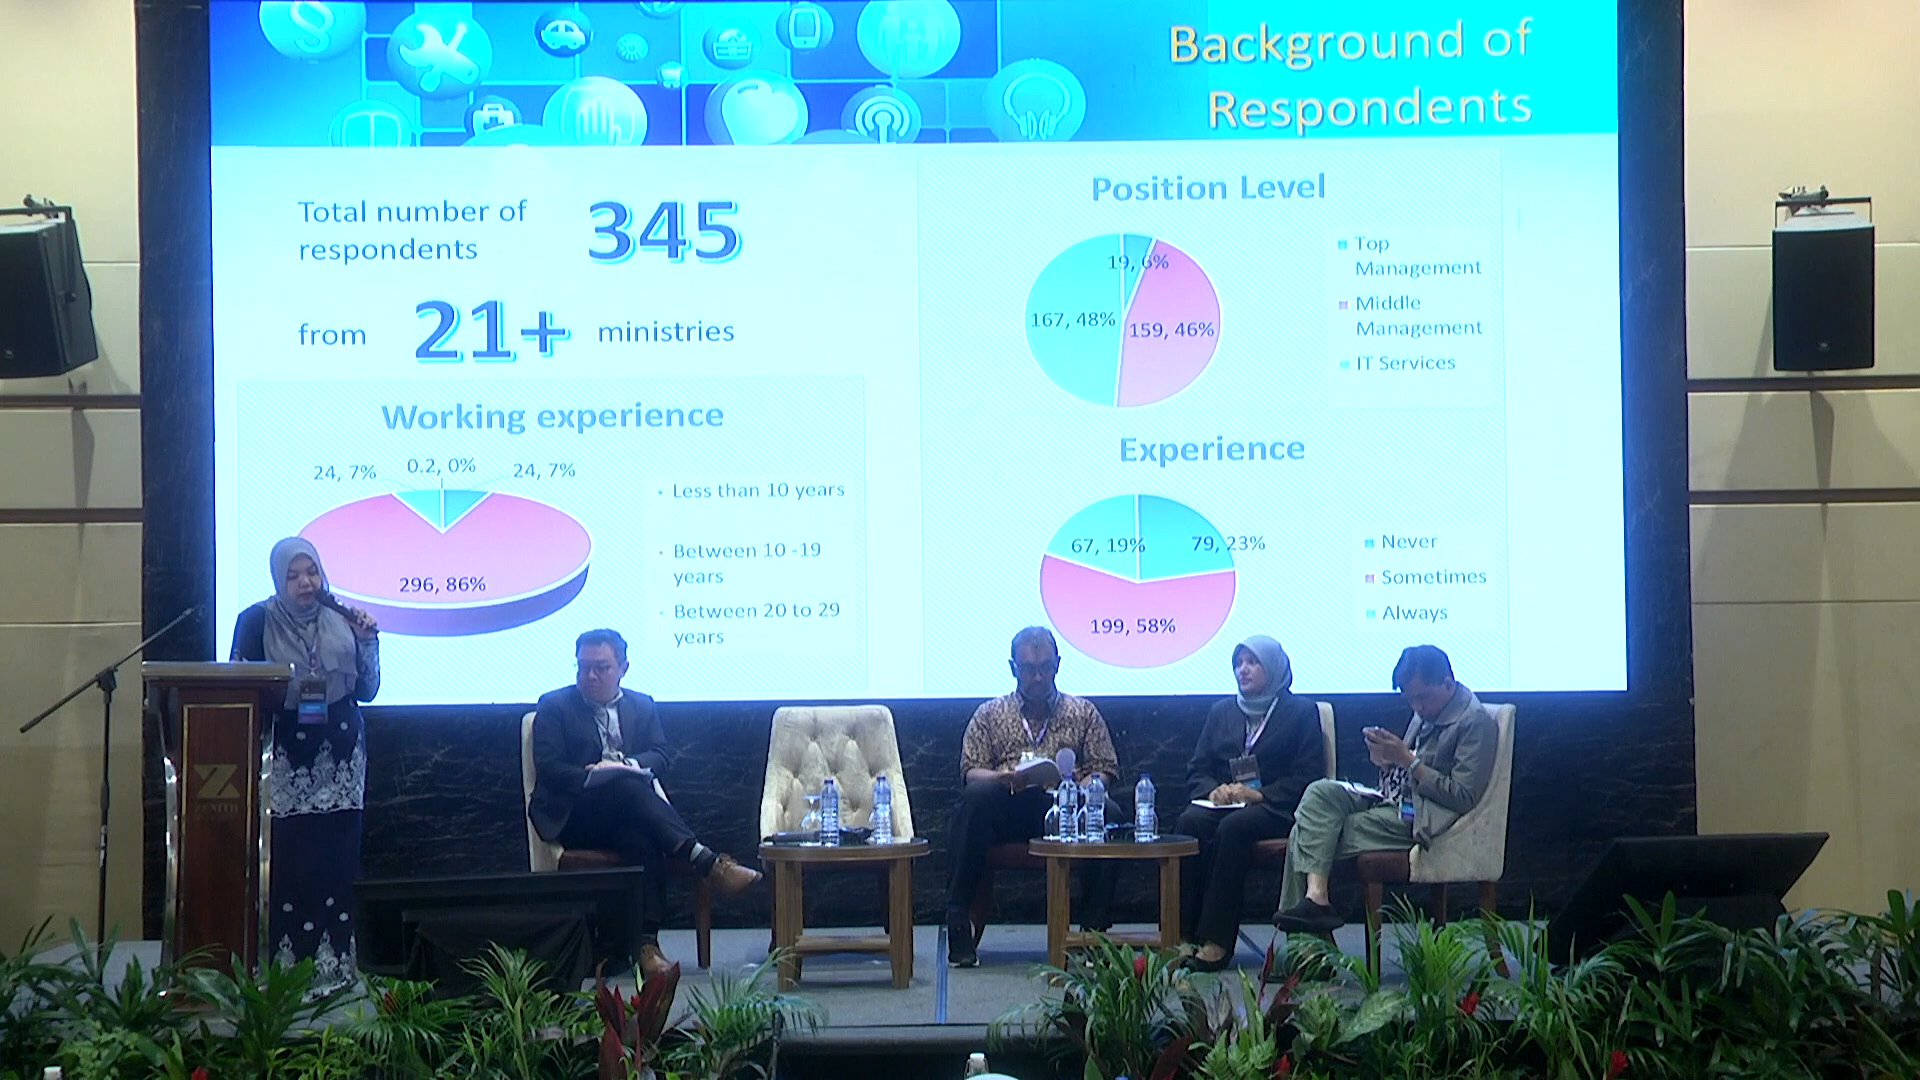 Background of
Respondents
Total number of
respondents
345
from
21+
ministries
Position Level
19, 6%
167, 48%
159, 46%
Top
Management
Middle
Management
IT Services
Working experience
24, 7%
0.2, 0%
24, 7%
296, 86%
Less than 10 years
Between 10 -19
years
Between 20 to 29
years
Experience
67, 19%
79, 23%
199, 58%
Never
Sometimes
Always
ZENITH